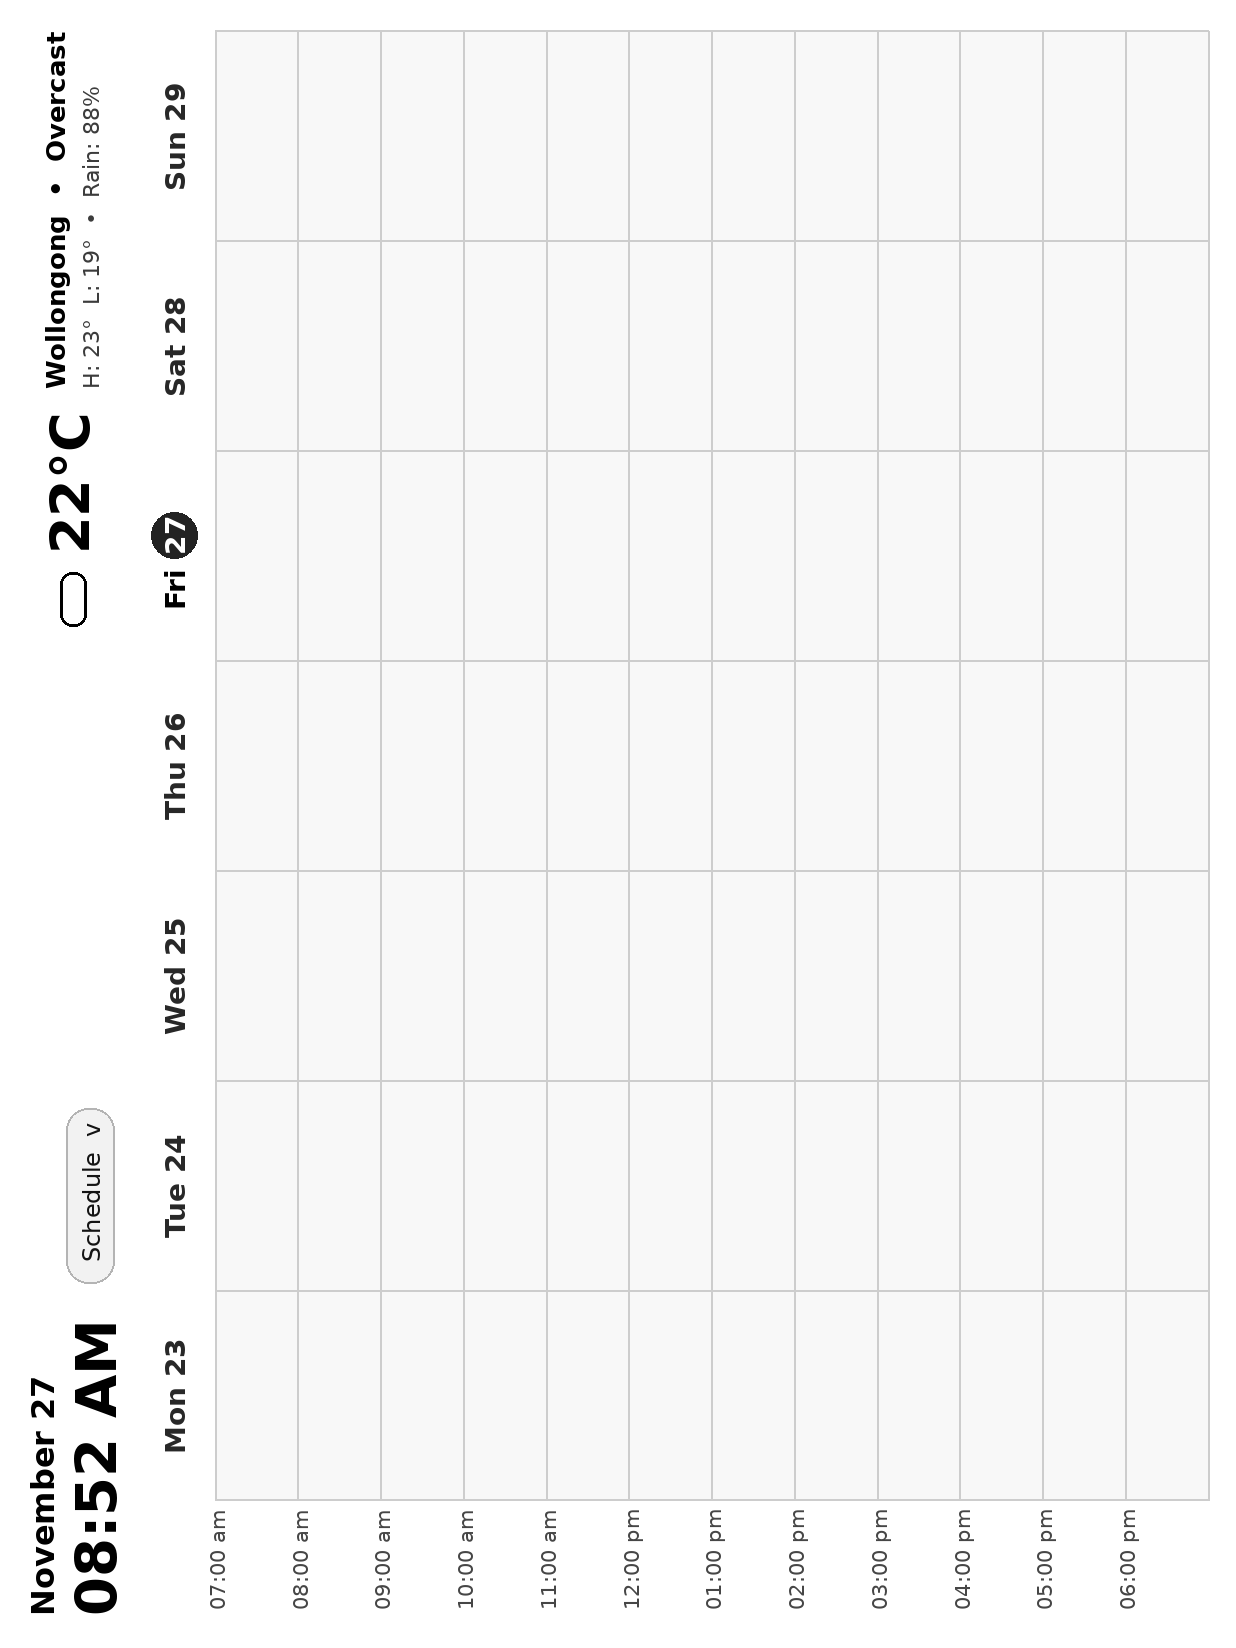 November 27
08:52 AM
Schedule v
22°C
Wollongong • Overcast
H: 23° L: 19° • Rain: 88%
Mon 23
Tue 24
Wed 25
Thu 26
Fri 27
Sat 28
Sun 29
07:00 am
08:00 am
09:00 am
10:00 am
11:00 am
12:00 pm
01:00 pm
02:00 pm
03:00 pm
04:00 pm
05:00 pm
06:00 pm